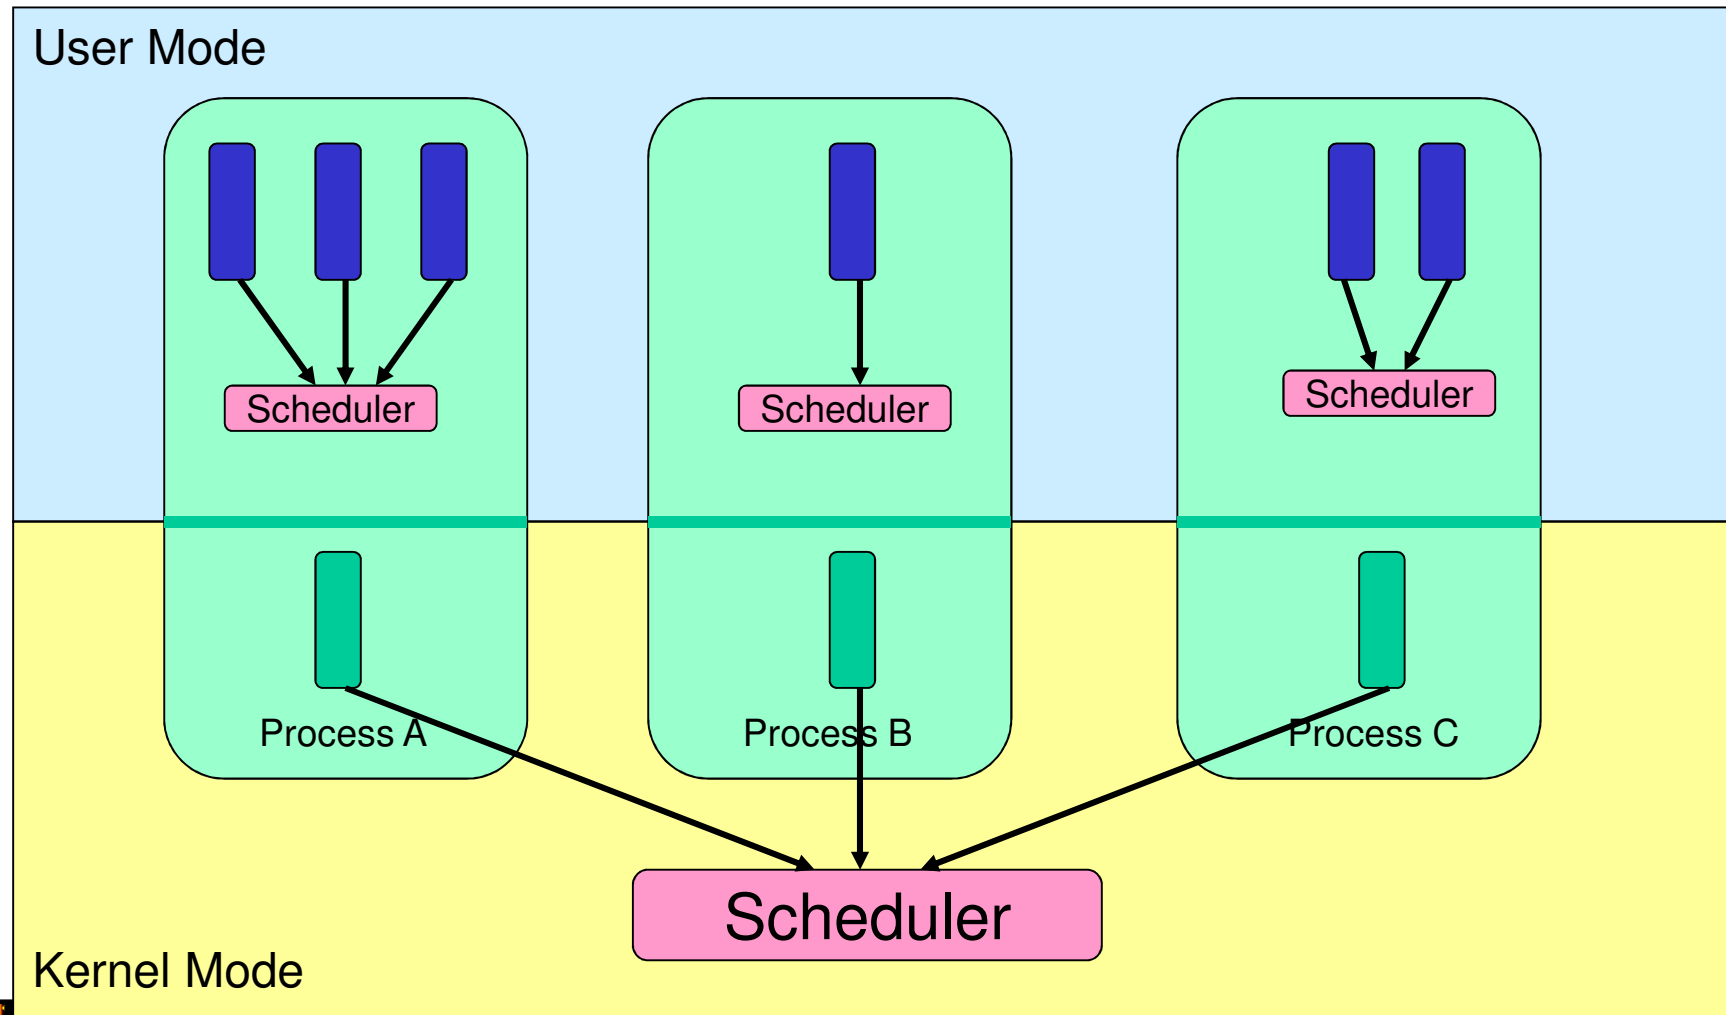 User Mode
Scheduler
Scheduler
Scheduler
Process A
Process B
Process C
Scheduler
Kernel Mode